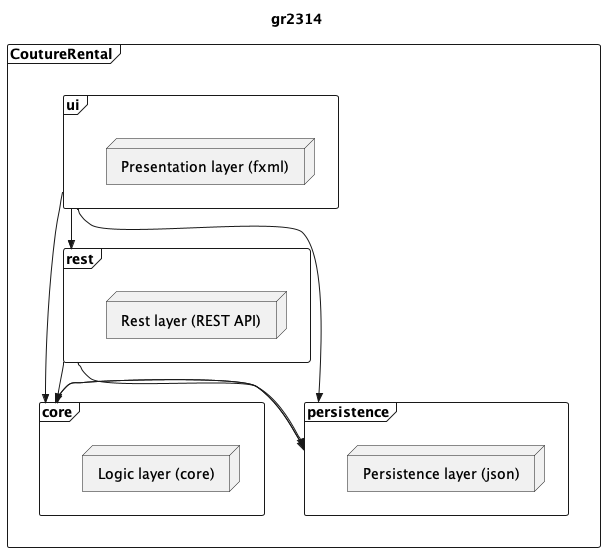 gr2314
CoutureRental
ui
Presentation layer (fxml)
rest
Rest layer (REST API)
core
Logic layer (core)
persistence
Persistence layer (json)